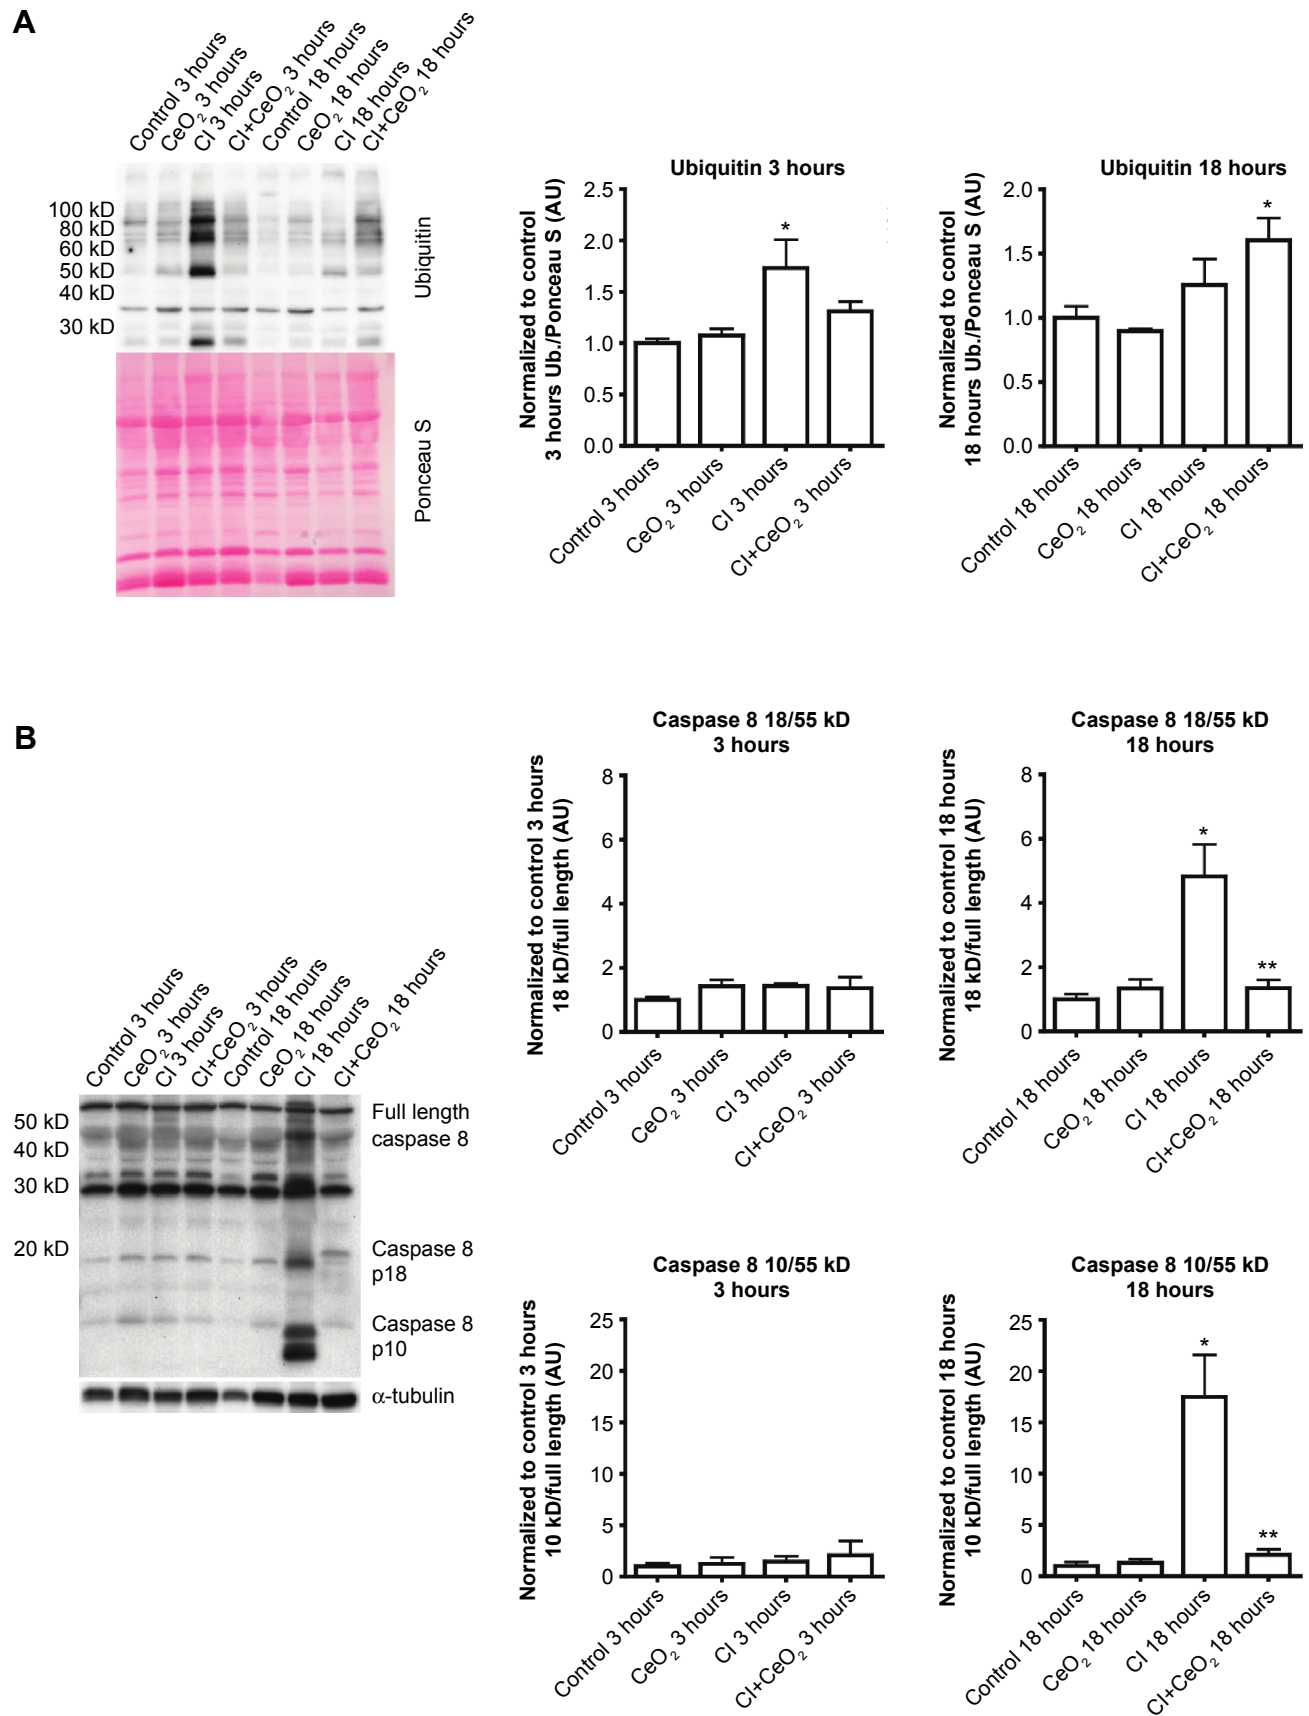 A
Control 3 hours
CeO2 3 hours
CI 3 hours
CI+CeO2 3 hours
Control 18 hours
CeO2 18 hours
CI 18 hours
CI+CeO2 18 hours
100 kD
80 kD
60 kD
50 kD
40 kD
30 kD
Ubiquitin
Ponceau S
Ubiquitin 3 hours
Normalized to control
3 hours Ub./Ponceau S (AU)
2.5
2.0
1.5
1.0
0.5
0.0
*
Control 3 hours
CeO2 3 hours
CI 3 hours
CI+CeO2 3 hours
Ubiquitin 18 hours
Normalized to control
18 hours Ub./Ponceau S (AU)
2.0
1.5
1.0
0.5
0.0
*
Control 18 hours
CeO2 18 hours
CI 18 hours
CI+CeO2 18 hours
B
Control 3 hours
CeO2 3 hours
CI 3 hours
CI+CeO2 3 hours
Control 18 hours
CeO2 18 hours
CI 18 hours
CI+CeO2 18 hours
50 kD
40 kD
30 kD
20 kD
Full length
caspase 8
Caspase 8
p18
Caspase 8
p10
α-tubulin
Caspase 8 18/55 kD
3 hours
Normalized to control 3 hours
18 kD/full length (AU)
8
6
4
2
0
Control 3 hours
CeO2 3 hours
CI 3 hours
CI+CeO2 3 hours
Caspase 8 18/55 kD
18 hours
Normalized to control 18 hours
18 kD/full length (AU)
8
6
4
2
0
*
**
Control 18 hours
CeO2 18 hours
CI 18 hours
CI+CeO2 18 hours
Caspase 8 10/55 kD
3 hours
Normalized to control 3 hours
10 kD/full length (AU)
25
20
15
10
5
0
Control 3 hours
CeO2 3 hours
CI 3 hours
CI+CeO2 3 hours
Caspase 8 10/55 kD
18 hours
Normalized to control 18 hours
10 kD/full length (AU)
25
20
15
10
5
0
*
**
Control 18 hours
CeO2 18 hours
CI 18 hours
CI+CeO2 18 hours